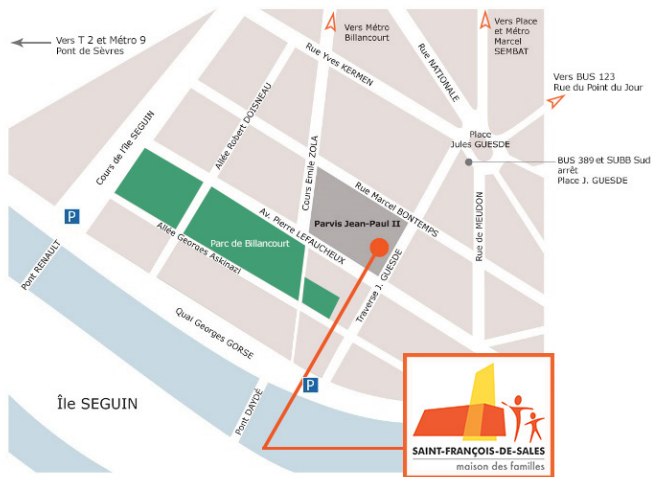 Vers T 2 et Métro 9
Pont de Sèvres
Vers Métro
Billancourt
Vers Place
et Métro
Marcel
SEMBAT
Vers BUS 123
Rue du Point du Jour
Rue Yves KERMEN
Rue NATIONALE
Allée Robert DOISNEAU
Cours de l'île SEGUIN
Place
Jules GUESDE
BUS 389 et SUBB Sud
arrêt
Place J. GUESDE
Cours Emile ZOLA
Rue Marcel BONTEMPS
Parvis Jean-Paul II
Av. Pierre LEFAUCHEUX
Rue de MEUDON
P
Parc de Billancourt
Allée Georges Askinazi
Traverse J. GUESDE
Pont RENAULT
Quai Georges GORSE
P
Île SEGUIN
Pont DAYDÉ
SAINT-FRANÇOIS-DE-SALES
maison des familles